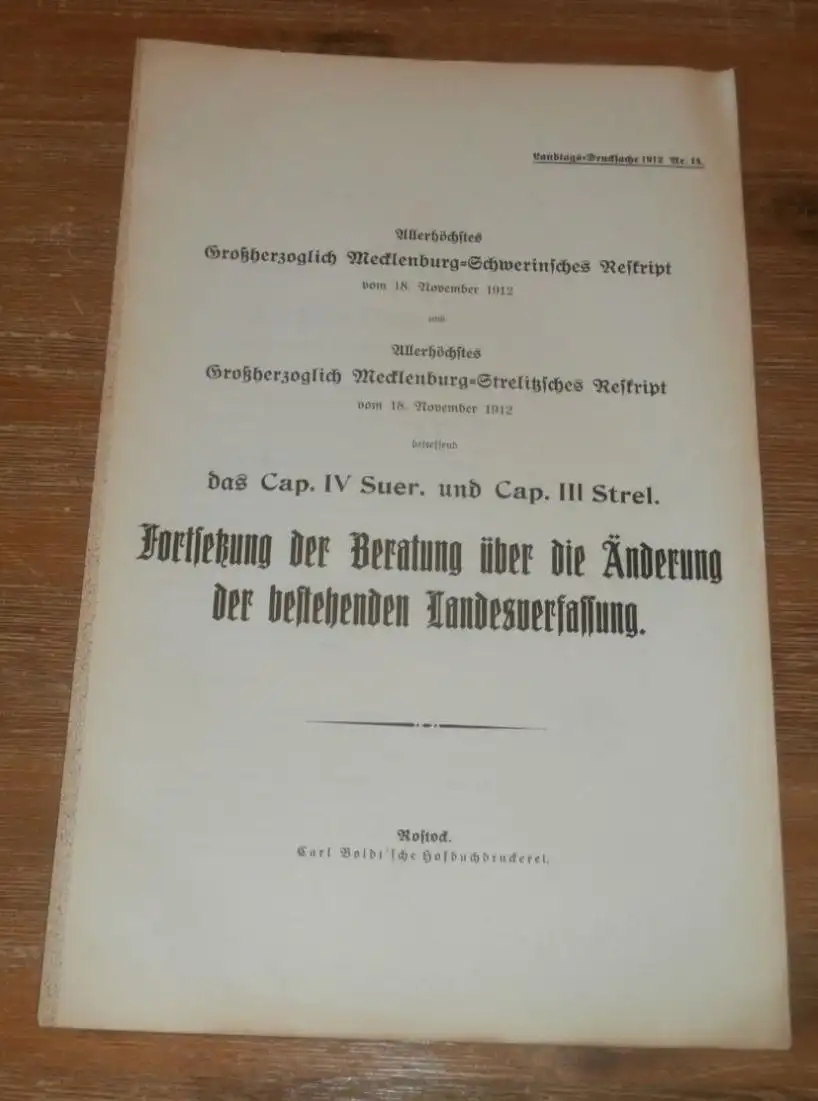 Landtags-Drucksache 1912 Nr. 14.
Allerhöchstes
Großherzoglich Mecklenburg-Schwerinsches Reskript
vom 18. November 1912
und
Allerhöchstes
Großherzoglich Mecklenburg-Strelitzsches Reskript
vom 18. November 1912
betreffend
das Cap. IV Suer. und Cap. III Strel.
Fortsetzung der Beratung über die Änderung
der bestehenden Landesverfassung.
Rostock.
Carl Boldt'sche Hofbuchdruckerei.